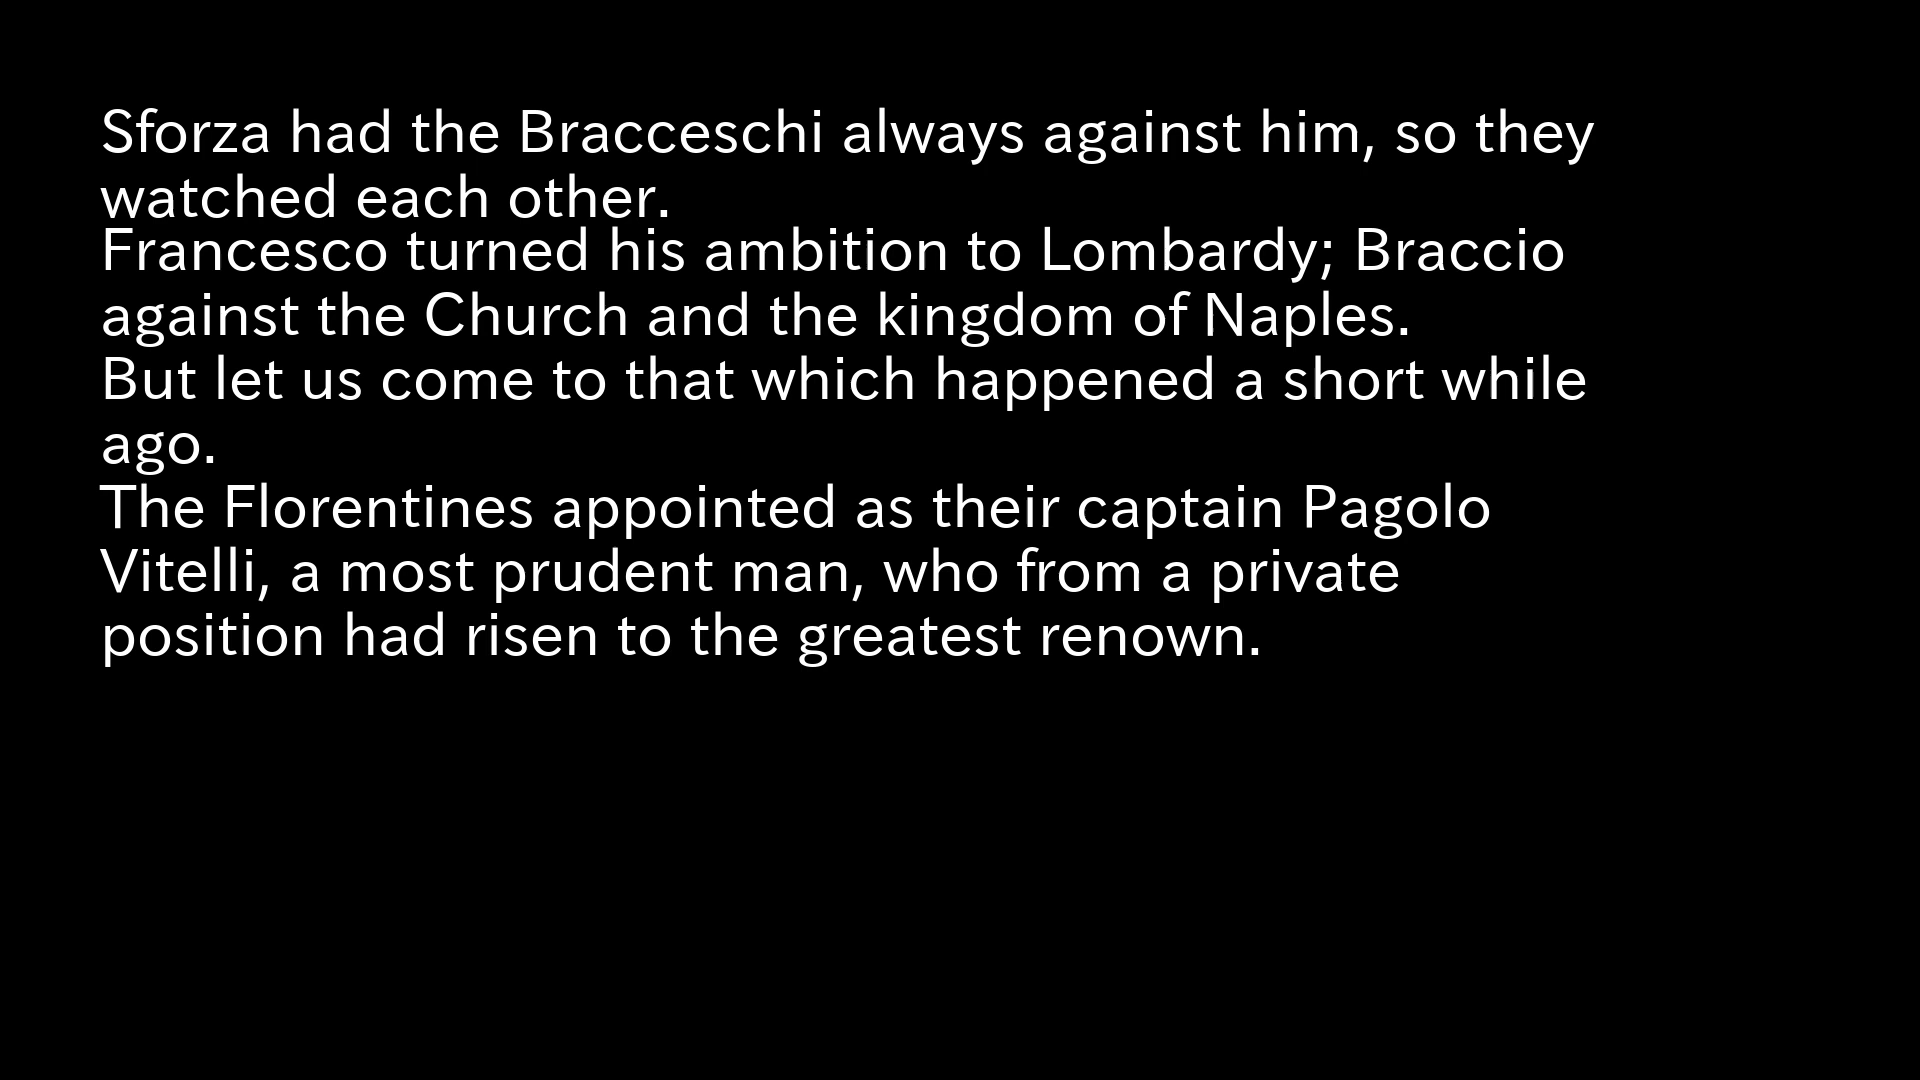 Sforza had the Bracceschi always against him, so they
watched each other.
Francesco turned his ambition to Lombardy; Braccio
against the Church and the kingdom of Naples.
But let us come to that which happened a short while
ago.
The Florentines appointed as their captain Pagolo
Vitelli, a most prudent man, who from a private
position had risen to the greatest renown.